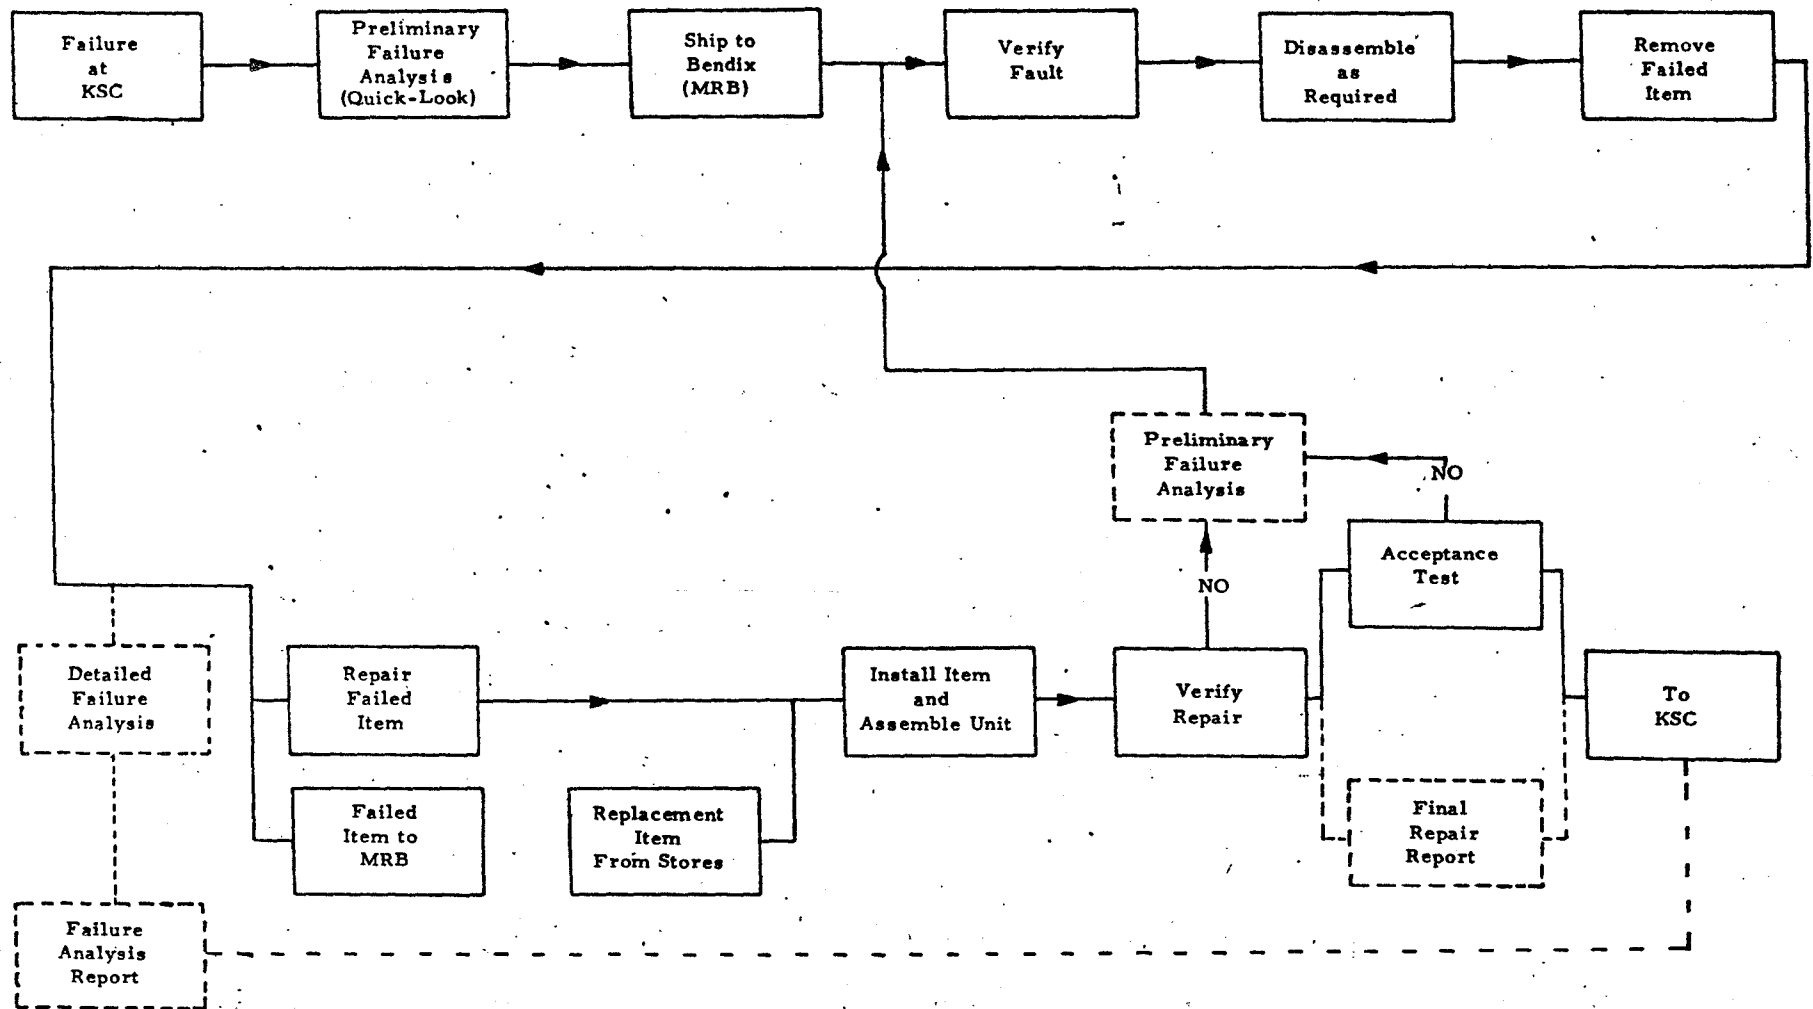 Failure
at
KSC
Preliminary
Failure
Analysis
(Quick-Look)
Ship to
Bendix
(MRB)
Verify
Fault
Disassemble
as
Required
Remove
Failed
Item
Preliminary
Failure
Analysis
NO
NO
Acceptance
Test
Detailed
Failure
Analysis
Repair
Failed
Item
Install Item
and
Assemble Unit
Verify
Repair
To
KSC
Failed
Item to
MRB
Replacement
Item
From Stores
Final
Repair
Report
Failure
Analysis
Report